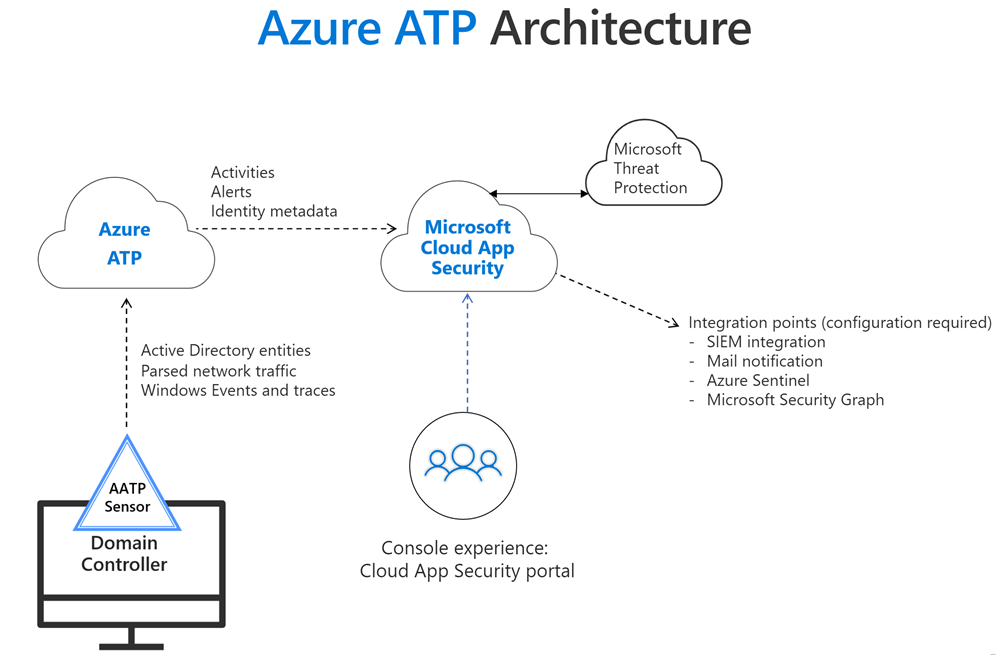 Azure ATP Architecture
Microsoft
Threat
Protection
Activities
Alerts
Identity metadata
Azure
ATP
Microsoft
Cloud App
Security
Integration points (configuration required)
- SIEM integration
- Mail notification
- Azure Sentinel
- Microsoft Security Graph
Active Directory entities
Parsed network traffic
Windows Events and traces
AATP
Sensor
Domain
Controller
Console experience:
Cloud App Security portal